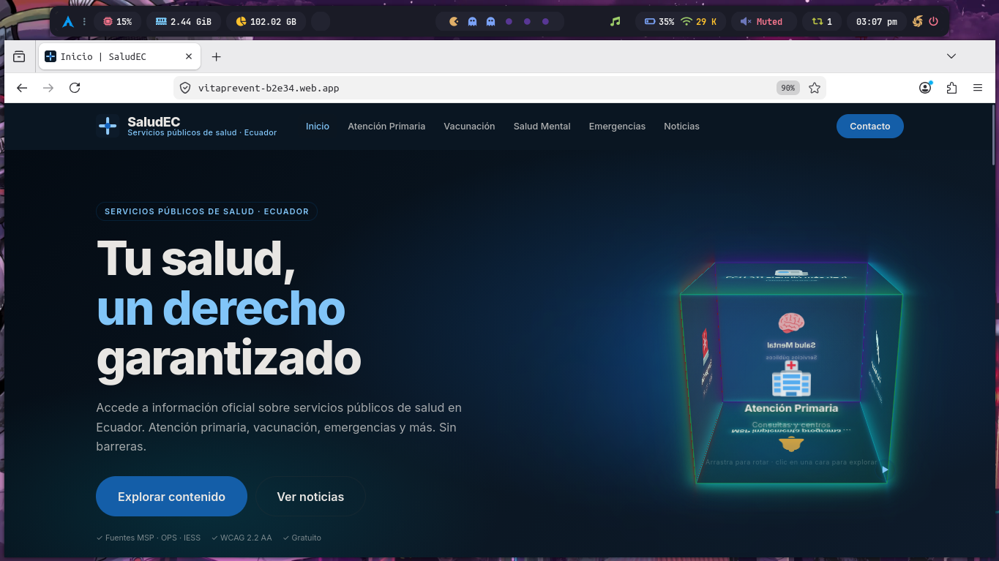 15%
2.44 GiB
102.02 GB
35%
29 K
Muted
1
03:07 pm
Inicio | SaludEC
vitaprevent-b2e34.web.app
90%
SaludEC
Servicios públicos de salud · Ecuador
Inicio
Atención Primaria
Vacunación
Salud Mental
Emergencias
Noticias
Contacto
SERVICIOS PÚBLICOS DE SALUD · ECUADOR
Tu salud,
un derecho
garantizado
Accede a información oficial sobre servicios públicos de salud en
Ecuador. Atención primaria, vacunación, emergencias y más. Sin
barreras.
Explorar contenido
Ver noticias
✓ Fuentes MSP · OPS · IESS
✓ WCAG 2.2 AA
✓ Gratuito
Salud Mental
Servicios públicos
Atención Primaria
Consultas y centros
MSP implementa programa ...
Arrastra para rotar · clic en una cara para explorar